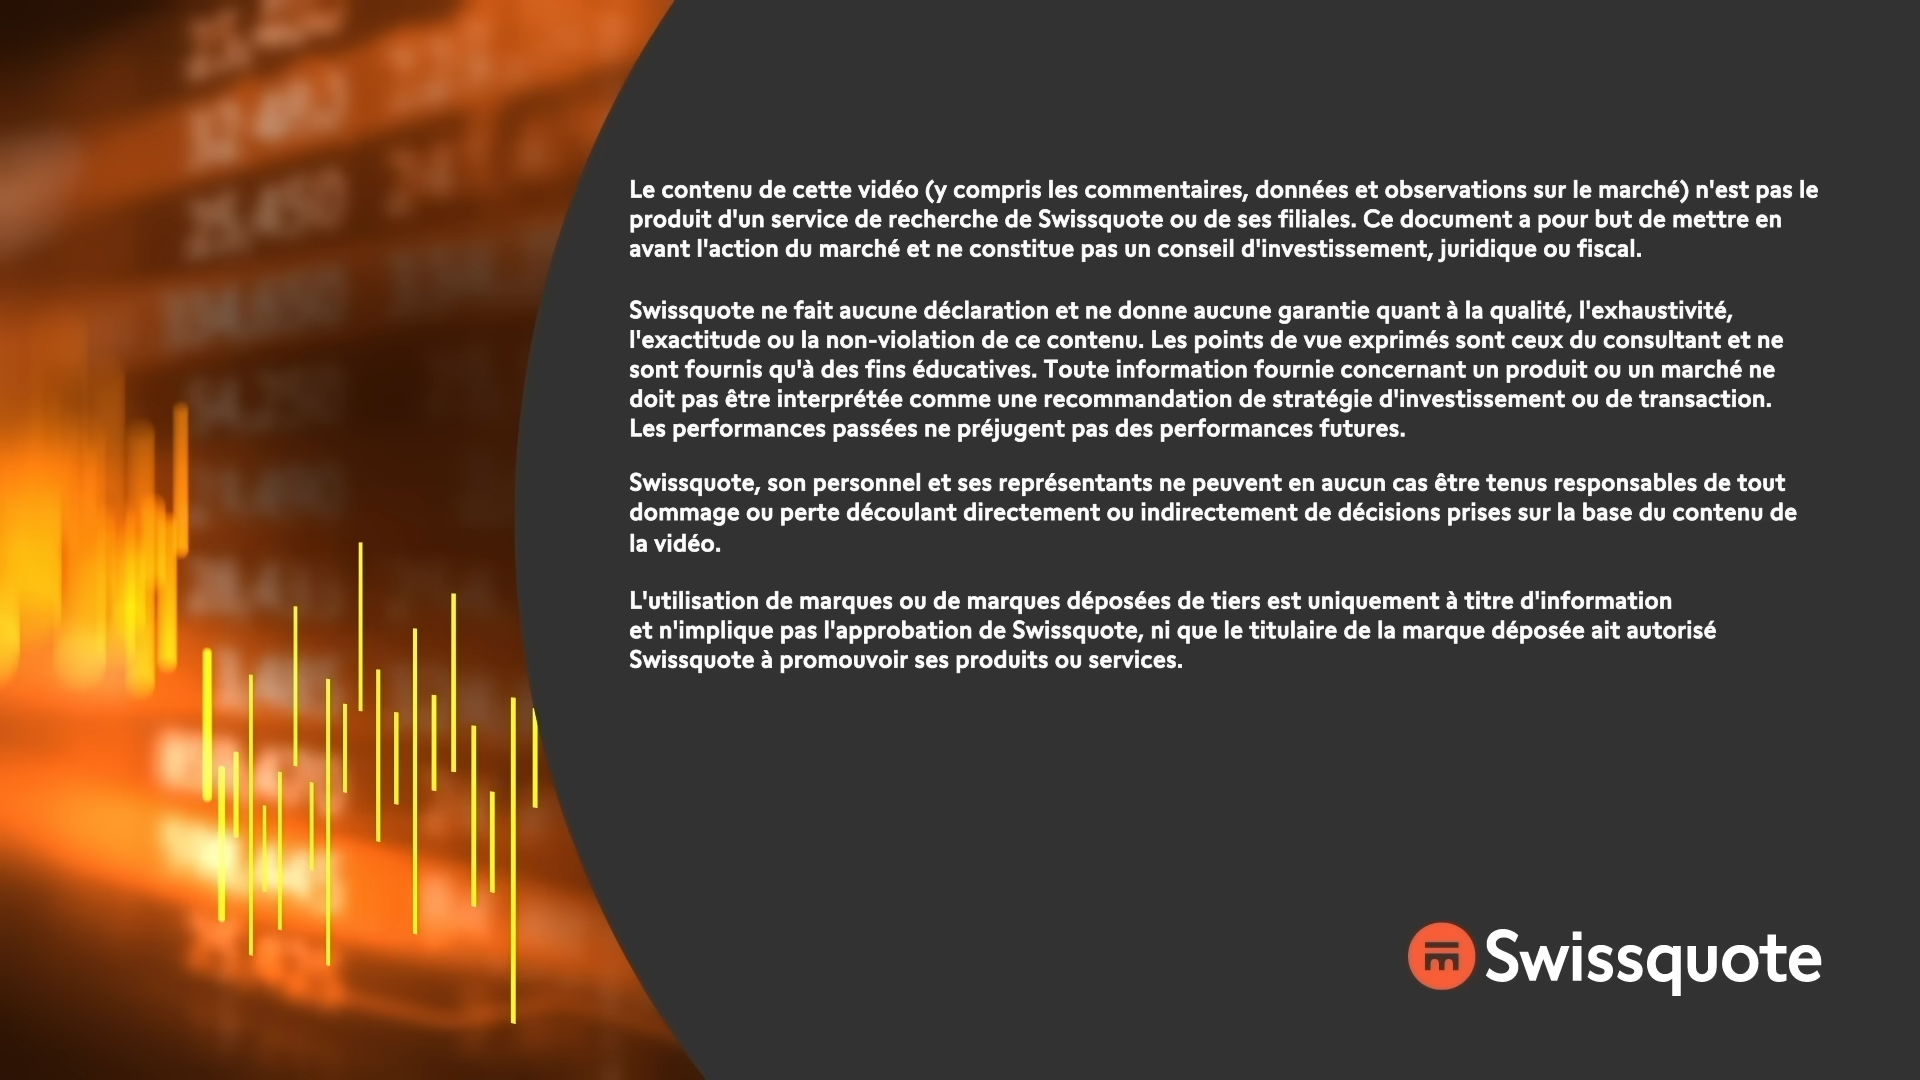 Le contenu de cette vidéo (y compris les commentaires, données et observations sur le marché) n'est pas le
produit d'un service de recherche de Swissquote ou de ses filiales. Ce document a pour but de mettre en
avant l'action du marché et ne constitue pas un conseil d'investissement, juridique ou fiscal.
Swissquote ne fait aucune déclaration et ne donne aucune garantie quant à la qualité, l'exhaustivité,
l'exactitude ou la non-violation de ce contenu. Les points de vue exprimés sont ceux du consultant et ne
sont fournis qu'à des fins éducatives. Toute information fournie concernant un produit ou un marché ne
doit pas être interprétée comme une recommandation de stratégie d'investissement ou de transaction.
Les performances passées ne préjugent pas des performances futures.
Swissquote, son personnel et ses représentants ne peuvent en aucun cas être tenus responsables de tout
dommage ou perte découlant directement ou indirectement de décisions prises sur la base du contenu de
la vidéo.
L'utilisation de marques ou de marques déposées de tiers est uniquement à titre d'information
et n'implique pas l'approbation de Swissquote, ni que le titulaire de la marque déposée ait autorisé
Swissquote à promouvoir ses produits ou services.
Swissquote